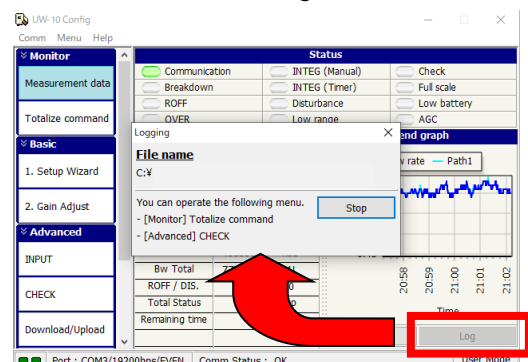 UW-10 Config
Comm Menu Help
Monitor
Measurement data
Totalize command
Basic
1. Setup Wizard
2. Gain Adjust
Advanced
INPUT
CHECK
Download/Upload
Status
Communication INTEG (Manual) Check
Breakdown INTEG (Timer) Full scale
ROFF Disturbance Low battery
OVER Low range AGC
Logging
File name
C:¥
You can operate the following menu.
- [Monitor] Totalize command
- [Advanced] CHECK
Stop
end graph
rate Path1
20:58 20:59 21:00 21:01 21:02
Time
Bw Total
ROFF / DIS.
Total Status
Remaining time
Log
Port : COM3/19200bps/EVEN Comm Status : OK User Mode